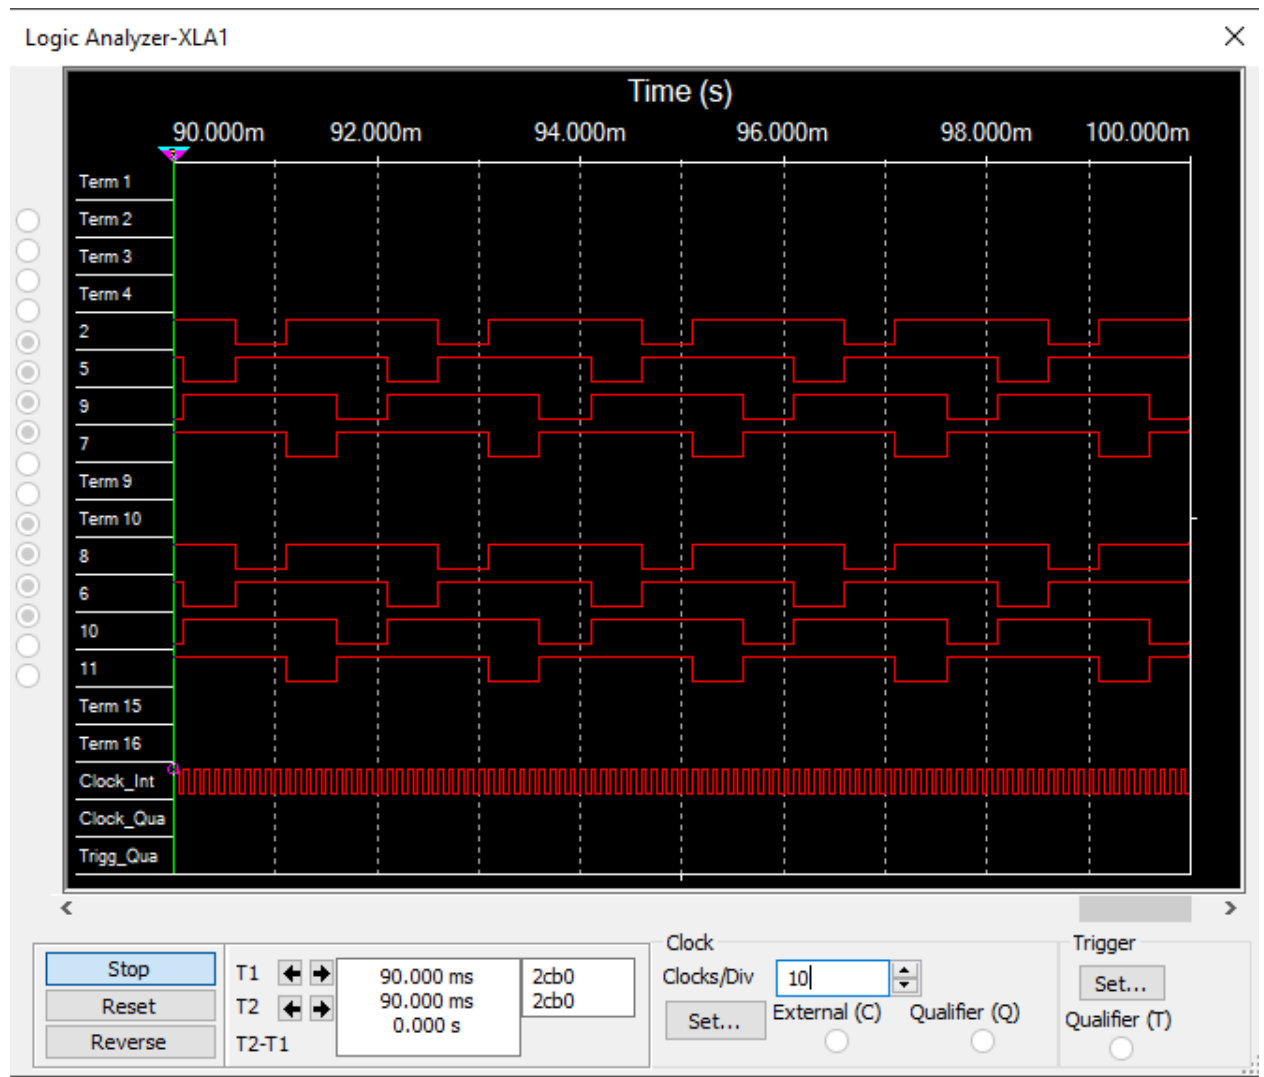 Logic Analyzer-XLA1
Time (s)
90.000m 92.000m 94.000m 96.000m 98.000m 100.000m
Term 1
Term 2
Term 3
Term 4
2
5
9
7
Term 9
Term 10
8
6
10
11
Term 15
Term 16
Clock_Int
Clock_Qua
Trigg_Qua
Stop
Reset
Reverse
T1 90.000 ms 2cb0
T2 90.000 ms 2cb0
T2-T1 0.000 s
Clock
Clocks/Div 10
Set... External (C) Qualifier (Q)
Trigger
Set...
Qualifier (T)